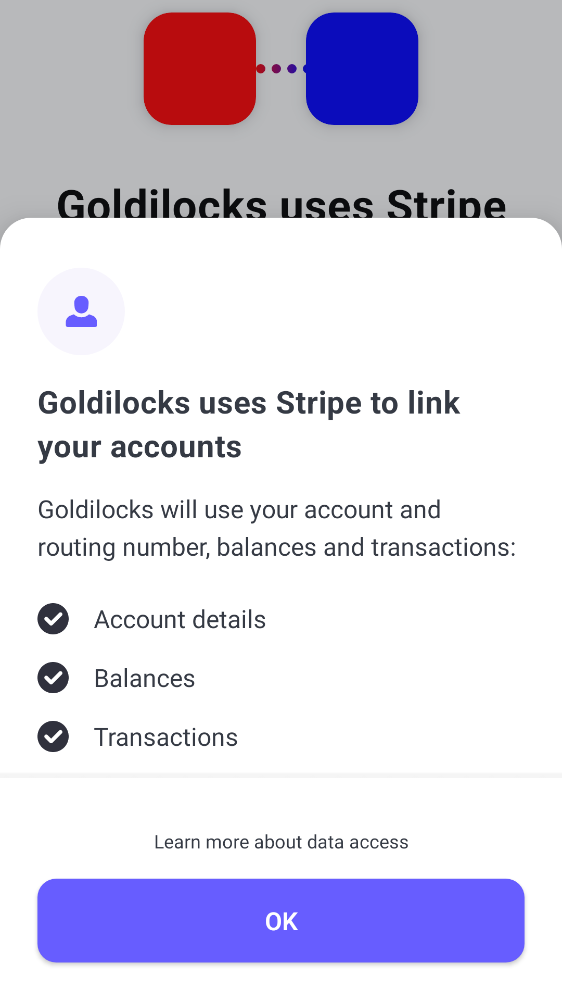 Goldilocks uses Stripe
Goldilocks uses Stripe to link
your accounts
Goldilocks will use your account and
routing number, balances and transactions:
Account details
Balances
Transactions
Learn more about data access
OK